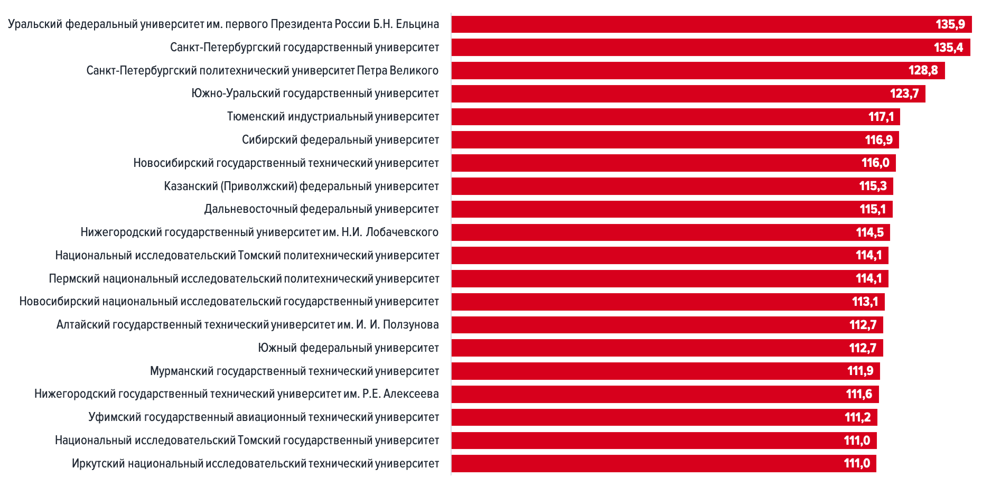 Уральский федеральный университет им. первого Президента России Б.Н. Ельцина 135,9
Санкт-Петербургский государственный университет 135,4
Санкт-Петербургский политехнический университет Петра Великого 128,8
Южно-Уральский государственный университет 123,7
Тюменский индустриальный университет 117,1
Сибирский федеральный университет 116,9
Новосибирский государственный технический университет 116,0
Казанский (Приволжский) федеральный университет 115,3
Дальневосточный федеральный университет 115,1
Нижегородский государственный университет им. Н.И. Лобачевского 114,5
Национальный исследовательский Томский политехнический университет 114,1
Пермский национальный исследовательский политехнический университет 114,1
Новосибирский национальный исследовательский государственный университет 113,1
Алтайский государственный технический университет им. И. И. Ползунова 112,7
Южный федеральный университет 112,7
Мурманский государственный технический университет 111,9
Нижегородский государственный технический университет им. Р.Е. Алексеева 111,6
Уфимский государственный авиационный технический университет 111,2
Национальный исследовательский Томский государственный университет 111,0
Иркутский национальный исследовательский технический университет 111,0